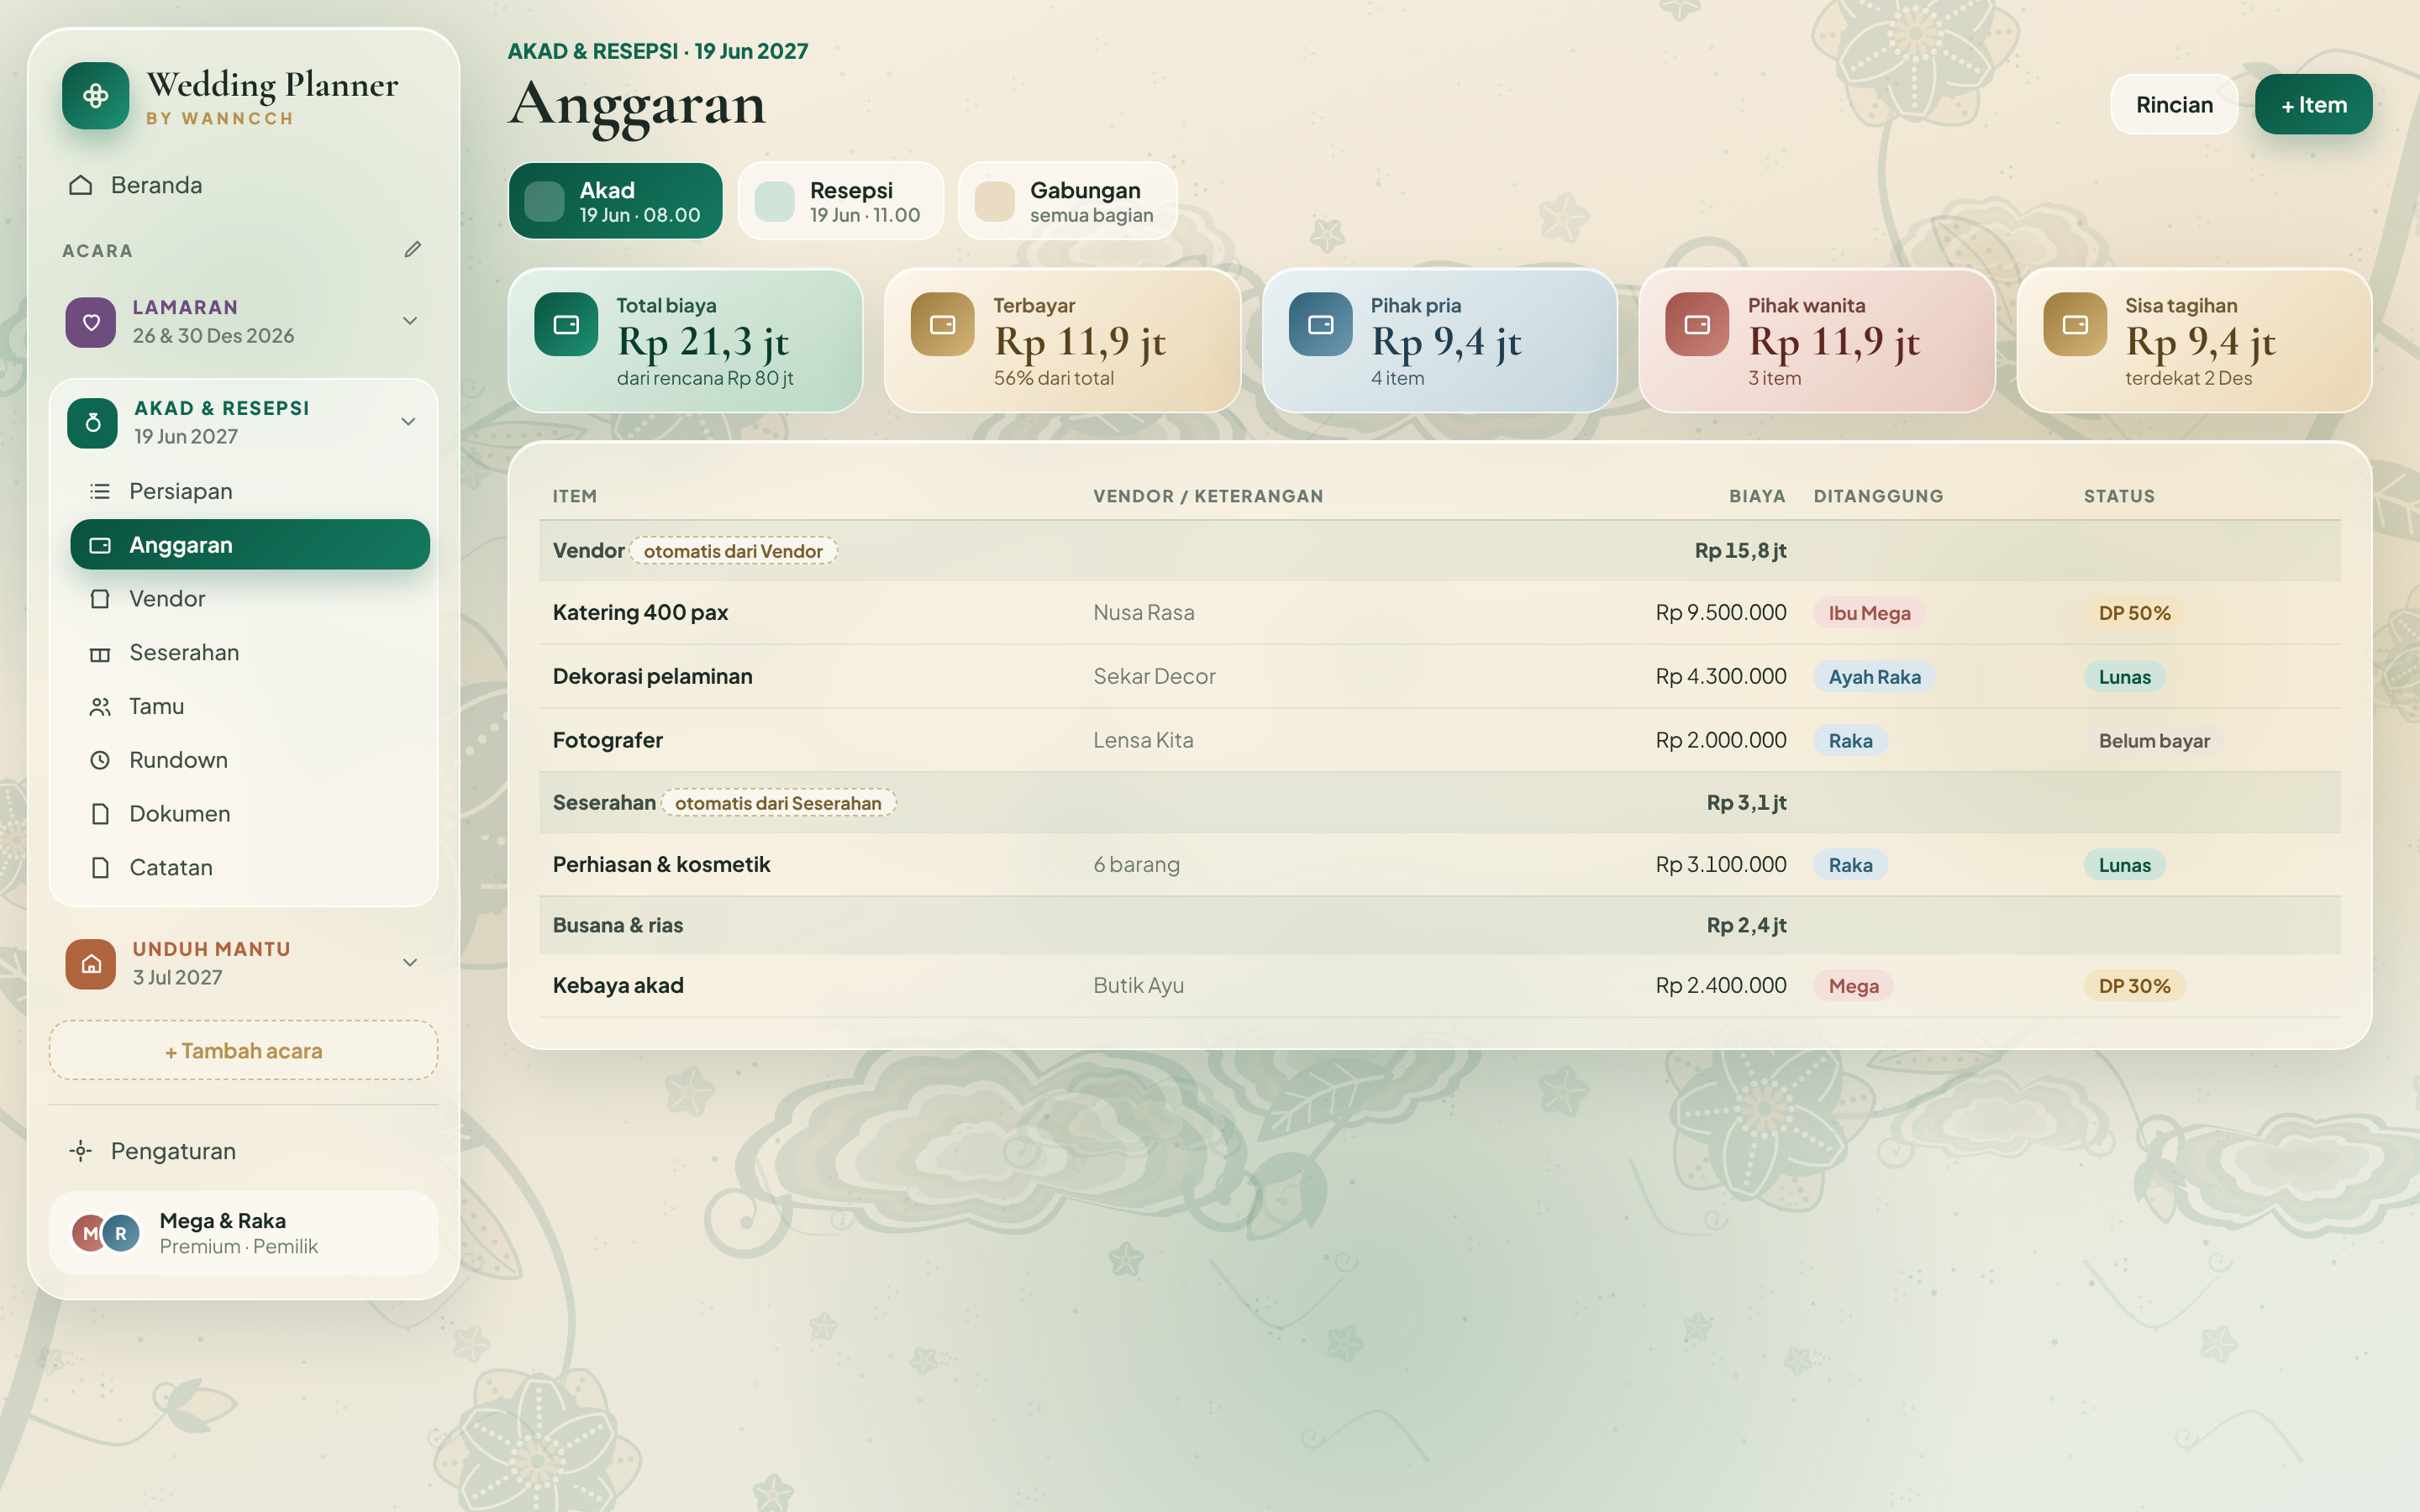 Wedding Planner
BY WANNCCH
Beranda
ACARA
LAMARAN
26 & 30 Des 2026
AKAD & RESEPSI
19 Jun 2027
Persiapan
Anggaran
Vendor
Seserahan
Tamu
Rundown
Dokumen
Catatan
UNDUH MANTU
3 Jul 2027
+ Tambah acara
Pengaturan
M R
Mega & Raka
Premium · Pemilik
AKAD & RESEPSI · 19 Jun 2027
Anggaran
Rincian
+ Item
Akad
19 Jun · 08.00
Resepsi
19 Jun · 11.00
Gabungan
semua bagian
Total biaya
Rp 21,3 jt
dari rencana Rp 80 jt
Terbayar
Rp 11,9 jt
56% dari total
Pihak pria
Rp 9,4 jt
4 item
Pihak wanita
Rp 11,9 jt
3 item
Sisa tagihan
Rp 9,4 jt
terdekat 2 Des
ITEM VENDOR / KETERANGAN BIAYA DITANGGUNG STATUS
Vendor otomatis dari Vendor Rp 15,8 jt
Katering 400 pax Nusa Rasa Rp 9.500.000 Ibu Mega DP 50%
Dekorasi pelaminan Sekar Decor Rp 4.300.000 Ayah Raka Lunas
Fotografer Lensa Kita Rp 2.000.000 Raka Belum bayar
Seserahan otomatis dari Seserahan Rp 3,1 jt
Perhiasan & kosmetik 6 barang Rp 3.100.000 Raka Lunas
Busana & rias Rp 2,4 jt
Kebaya akad Butik Ayu Rp 2.400.000 Mega DP 30%